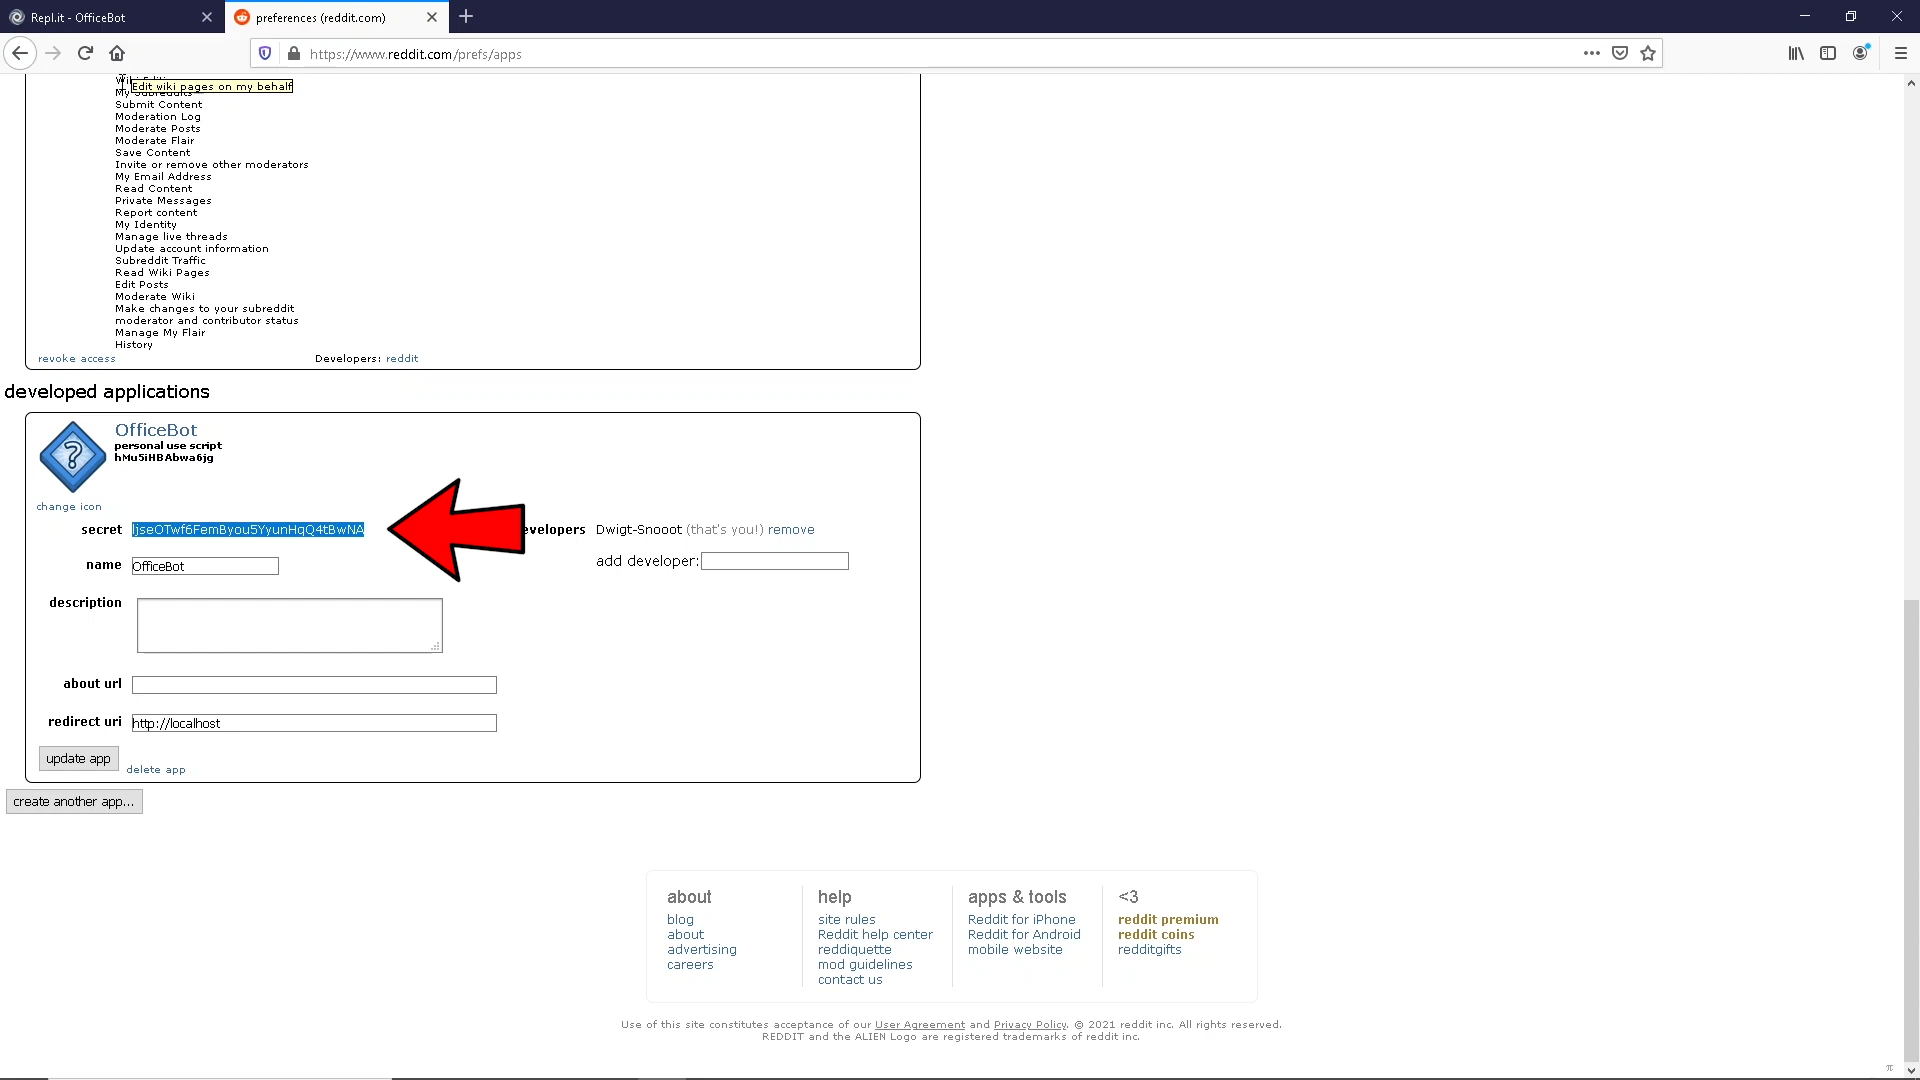 Repl.it - OfficeBot
preferences (reddit.com)
https://www.reddit.com/prefs/apps
Edit wiki pages on my behalf
My Subreddits
Submit Content
Moderation Log
Moderate Posts
Moderate Flair
Save Content
Invite or remove other moderators
My Email Address
Read Content
Private Messages
Report content
My Identity
Manage live threads
Update account information
Subreddit Traffic
Read Wiki Pages
Edit Posts
Moderate Wiki
Make changes to your subreddit
moderator and contributor status
Manage My Flair
History
revoke access Developers: reddit
developed applications
OfficeBot
personal use script
hMu5iHBAbwa6jg
change icon
secret ljseOTwf6FemByou5YyunHqQ4tBwNA evelopers Dwigt-Snooot (that's you!) remove
add developer:
name OfficeBot
description
about url
redirect uri http://localhost
update app delete app
create another app...
about help apps & tools <3
blog site rules Reddit for iPhone reddit premium
about Reddit help center Reddit for Android reddit coins
advertising reddiquette mobile website redditgifts
careers mod guidelines
contact us
Use of this site constitutes acceptance of our User Agreement and Privacy Policy. © 2021 reddit inc. All rights reserved.
REDDIT and the ALIEN Logo are registered trademarks of reddit inc.
π